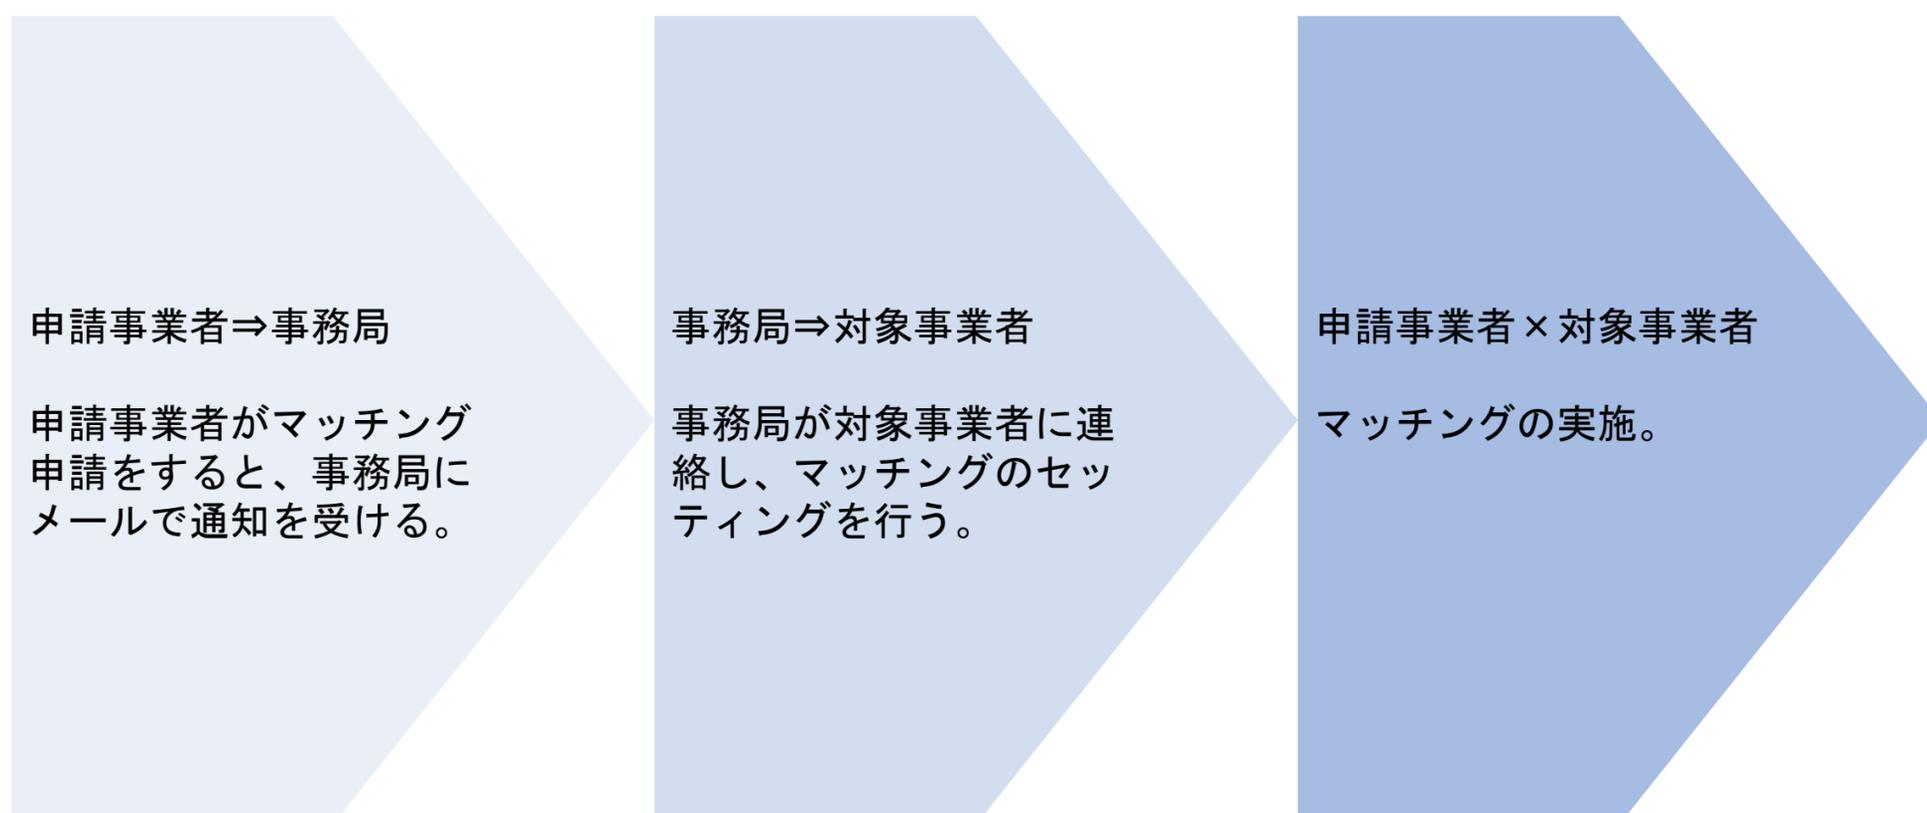 申請事業者⇒事務局
申請事業者がマッチング
申請をすると、事務局に
メールで通知を受ける。
事務局⇒対象事業者
事務局が対象事業者に連
絡し、マッチングのセッ
ティングを行う。
申請事業者×対象事業者
マッチングの実施。